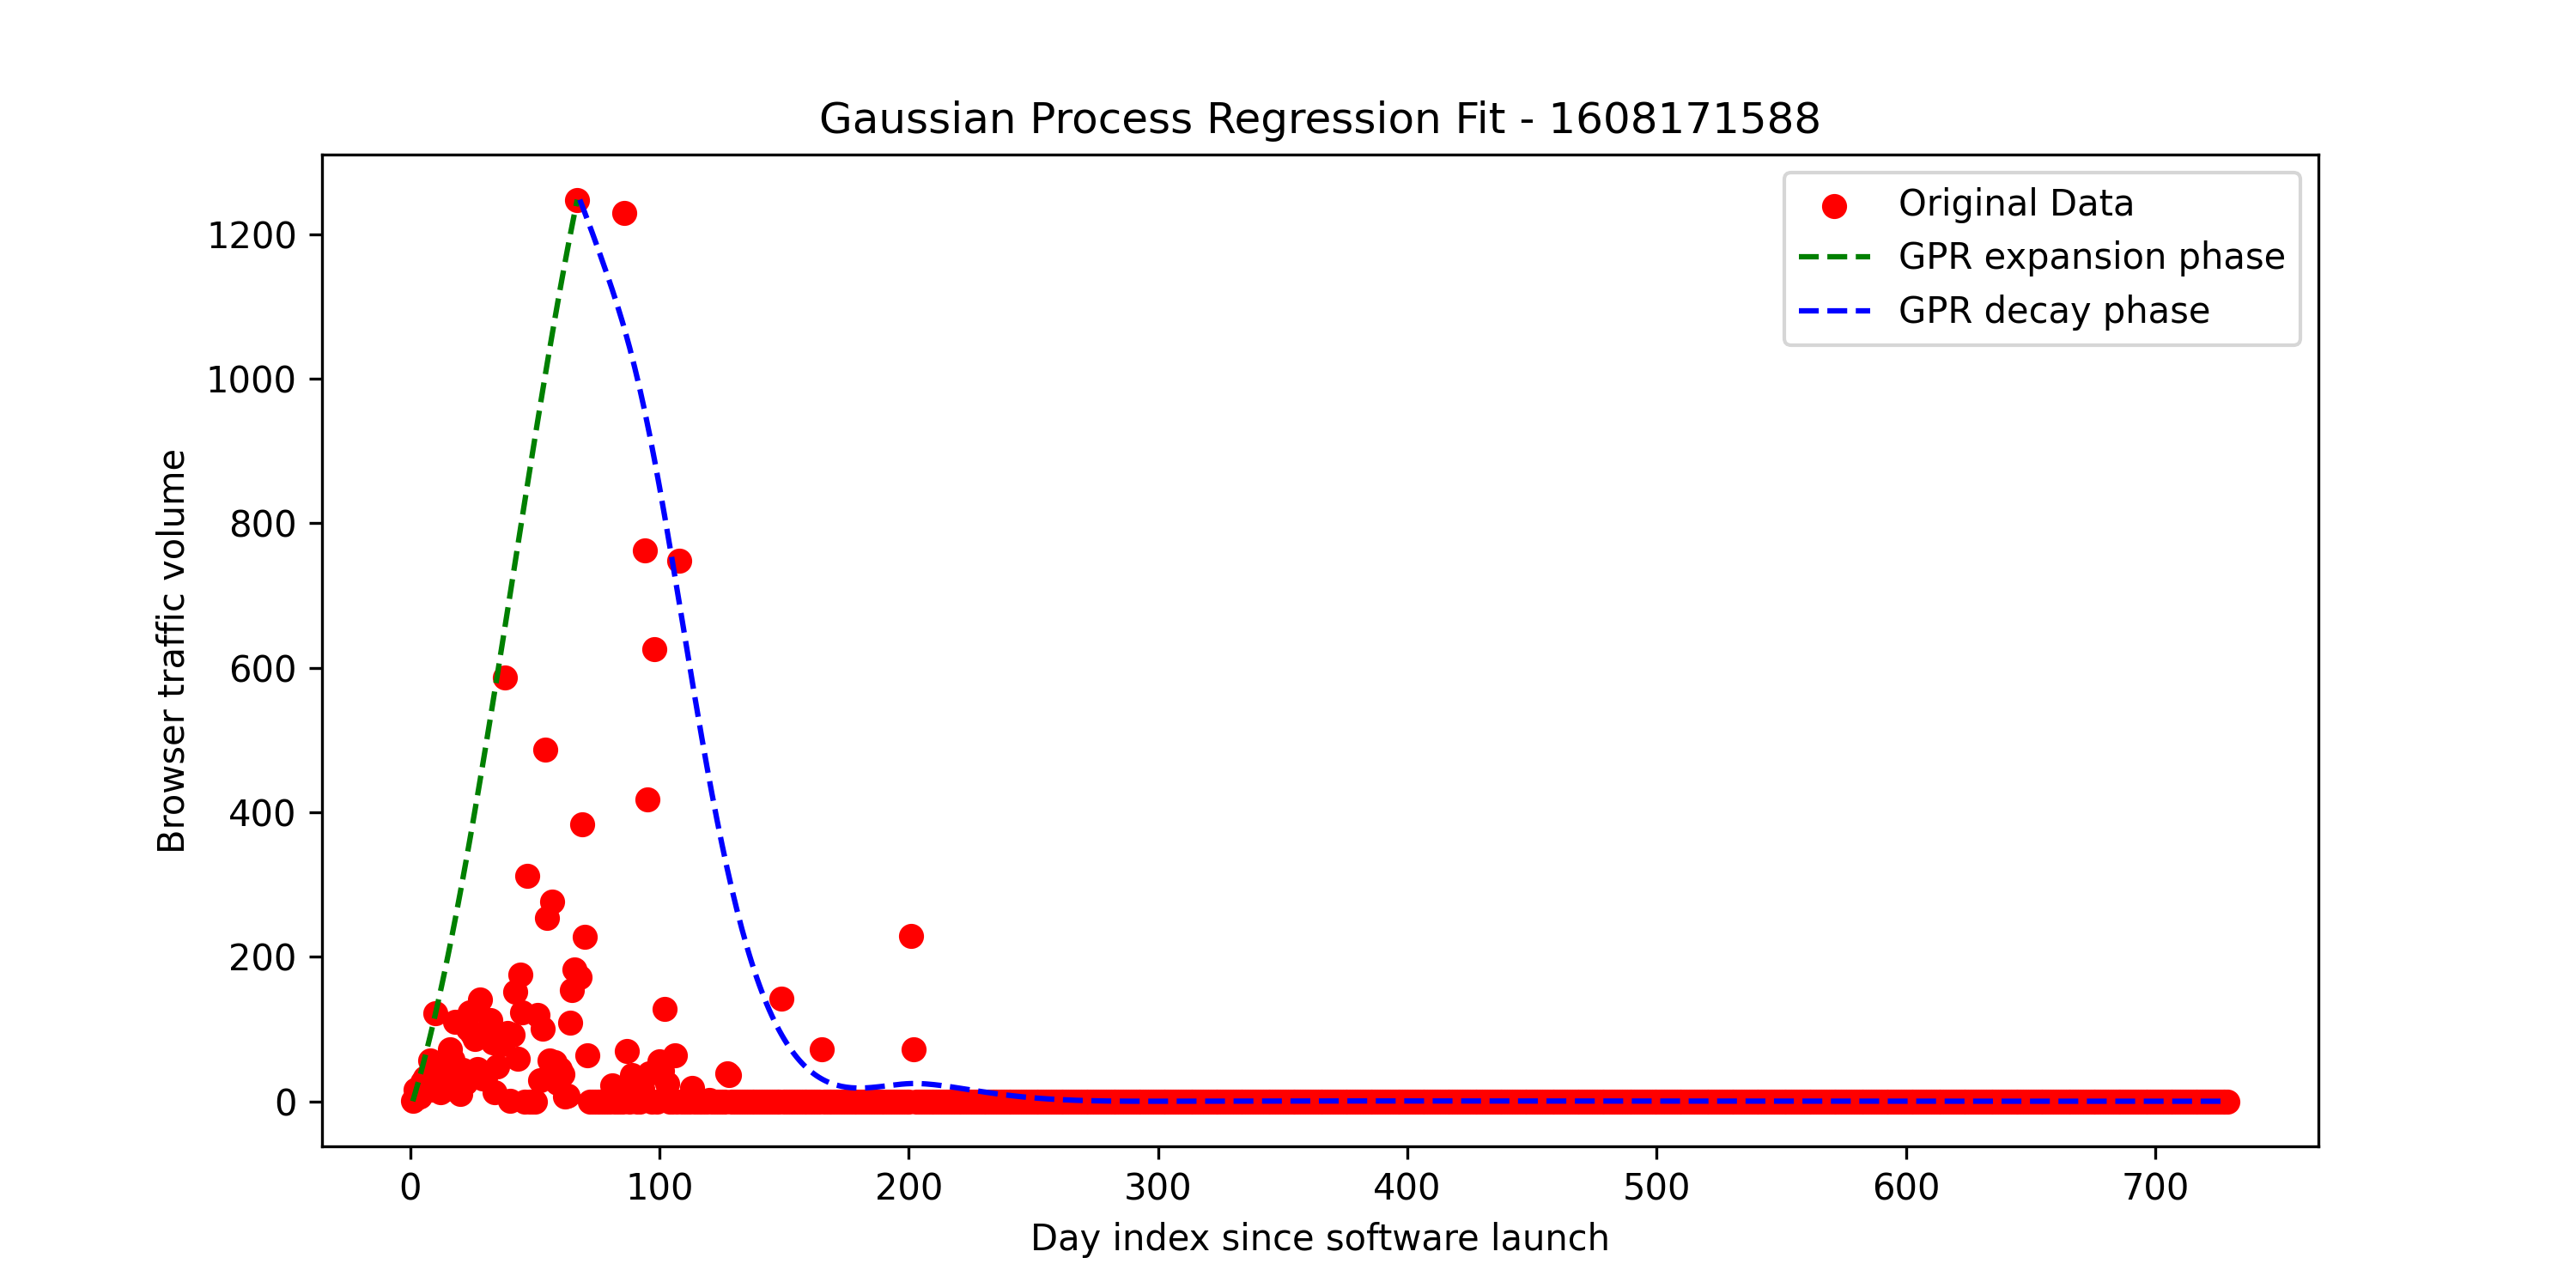 Gaussian Process Regression Fit - 1608171588
Original Data
GPR expansion phase
GPR decay phase
Browser traffic volume
1200
1000
800
600
400
200
0
0 100 200 300 400 500 600 700
Day index since software launch